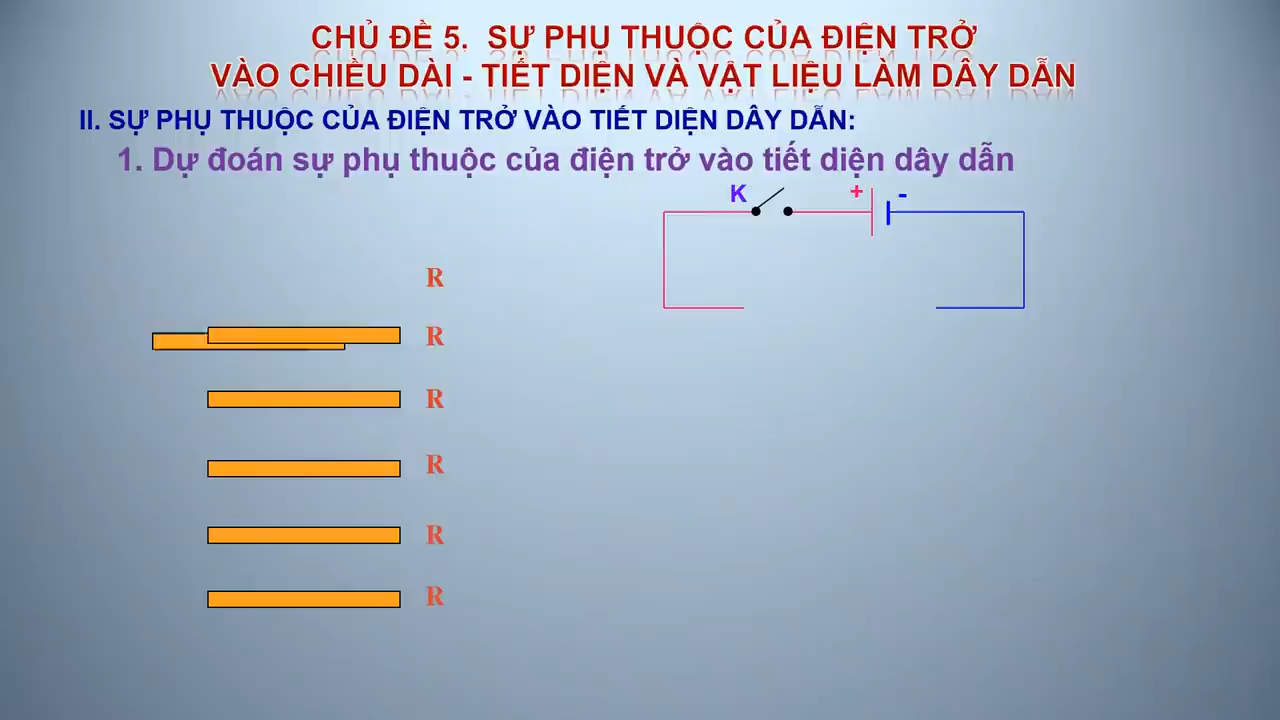 CHỦ ĐỀ 5. SỰ PHỤ THUỘC CỦA ĐIỆN TRỞ
VÀO CHIỀU DÀI - TIẾT DIỆN VÀ VẬT LIỆU LÀM DÂY DẪN
II. SỰ PHỤ THUỘC CỦA ĐIỆN TRỞ VÀO TIẾT DIỆN DÂY DẪN:
1. Dự đoán sự phụ thuộc của điện trở vào tiết diện dây dẫn
K + -
R
R
R
R
R
R